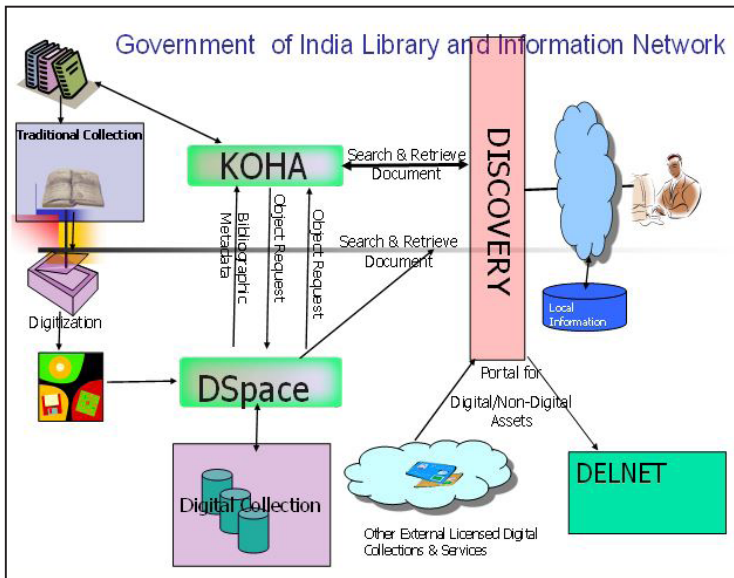 Government of India Library and Information Network
Traditional Collection
KOHA
Search & Retrieve
Document
DISCOVERY
Bibliographic
Metadata
Object Request
Object Request
Search & Retrieve
Document
Digitization
Local
Information
DSpace
Portal for
Digital/Non-Digital
Assets
Digital Collection
DELNET
Other External Licensed Digital
Collections & Services